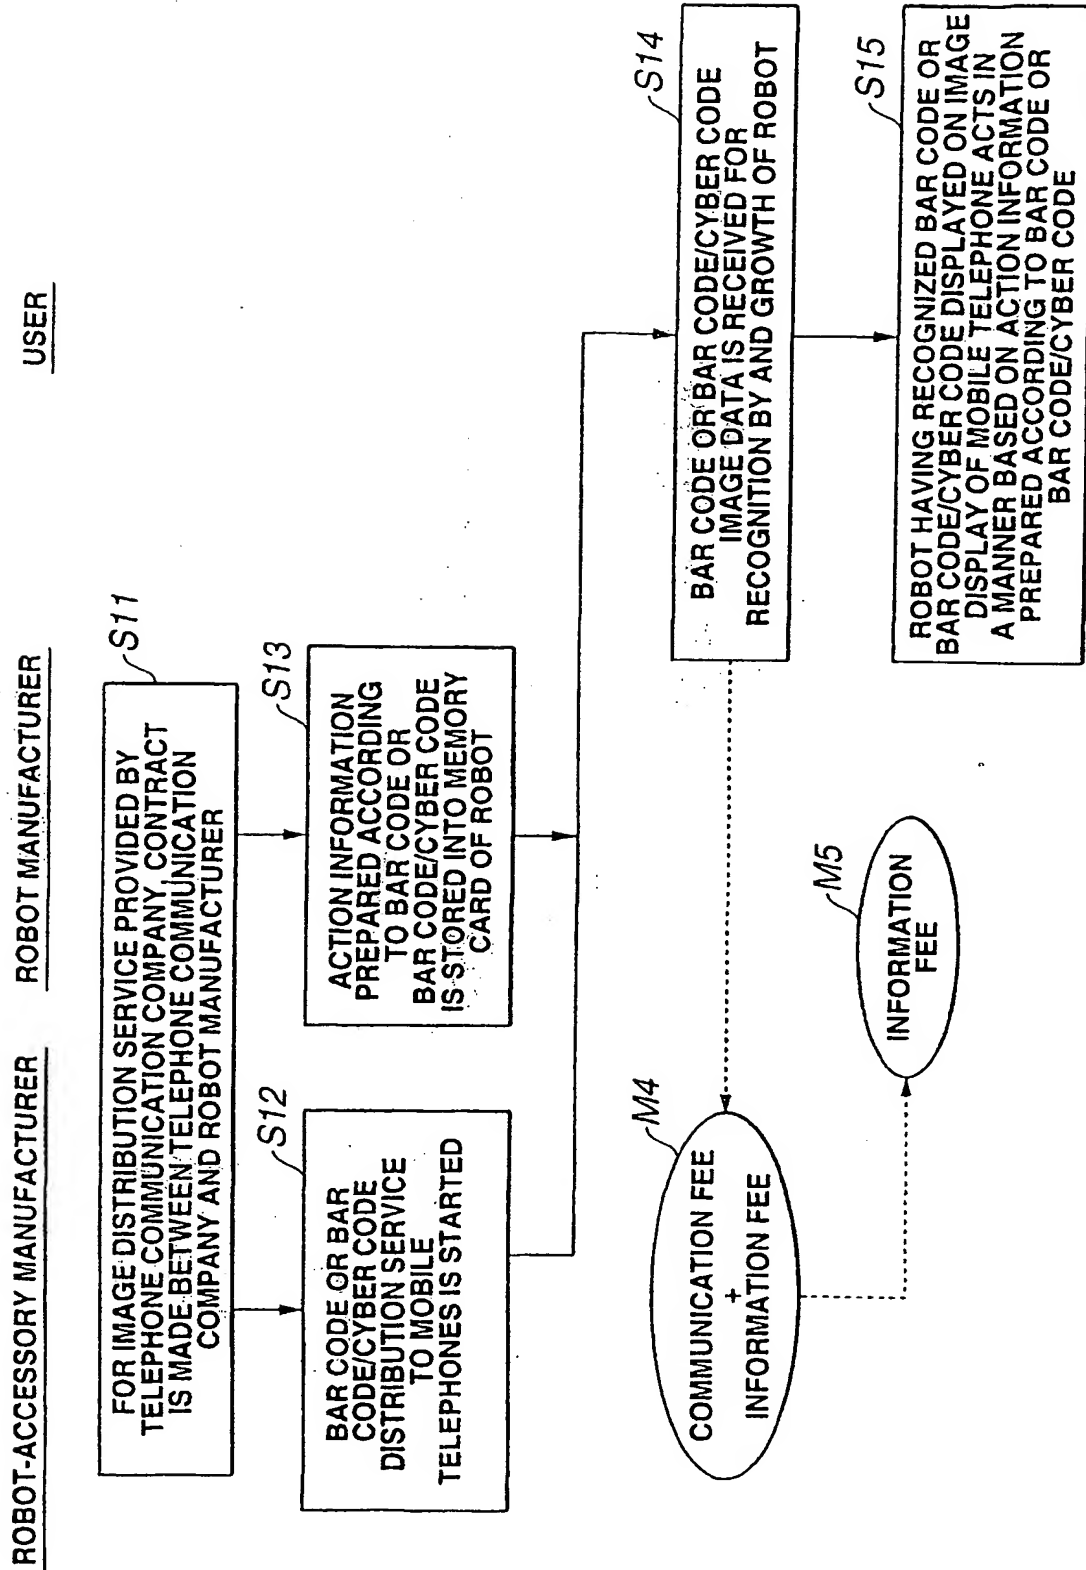 ROBOT-ACCESSORY MANUFACTURER
ROBOT MANUFACTURER
USER
S11
FOR IMAGE DISTRIBUTION SERVICE PROVIDED BY
TELEPHONE COMMUNICATION COMPANY, CONTRACT
IS MADE BETWEEN TELEPHONE COMMUNICATION
COMPANY AND ROBOT MANUFACTURER
S12
BAR CODE OR BAR
CODE/CYBER CODE
DISTRIBUTION SERVICE
TO MOBILE
TELEPHONES IS STARTED
S13
ACTION INFORMATION
PREPARED ACCORDING
TO BAR CODE OR
BAR CODE/CYBER CODE
IS STORED INTO MEMORY
CARD OF ROBOT
S14
BAR CODE OR BAR CODE/CYBER CODE
IMAGE DATA IS RECEIVED FOR
RECOGNITION BY AND GROWTH OF ROBOT
M4
COMMUNICATION FEE
+
INFORMATION FEE
M5
INFORMATION
FEE
S15
ROBOT HAVING RECOGNIZED BAR CODE OR
BAR CODE/CYBER CODE DISPLAYED ON IMAGE
DISPLAY OF MOBILE TELEPHONE ACTS IN
A MANNER BASED ON ACTION INFORMATION
PREPARED ACCORDING TO BAR CODE OR
BAR CODE/CYBER CODE